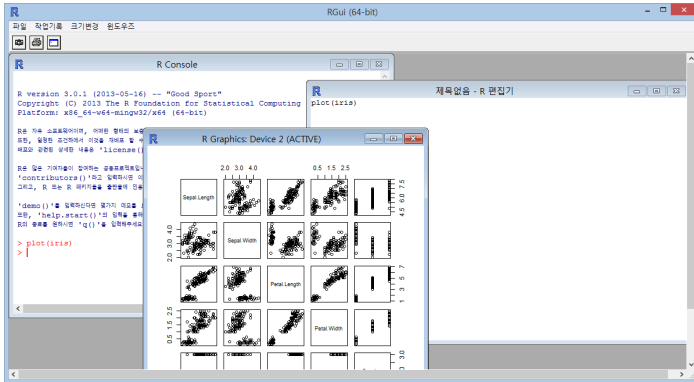 RGui (64-bit)
파일 작업기록 크기변경 윈도우즈
R Console
R version 3.0.1 (2013-05-16) -- "Good Sport"
Copyright (C) 2013 The R Foundation for Statistical Computing
Platform: x86_64-w64-mingw32/x64 (64-bit)
R은 자유 소프트웨어이며, 어떠한 형태의
또한, 일정한 조건하에서 이것을 재배포 할 수
배포와 관련된 상세한 내용은 'license()
R은 많은 기여자들이 참여하는 공동프로젝트입
'contributors()'라고 입력하시면 이
그리고, R 또는 R 패키지들을 출판물에 인용
'demo()'를 입력하신다면 몇가지 데모를
또한, 'help.start()'의 입력을 통하
R의 종료를 원하시면 'q()'을 입력해주세요
> plot(iris)
>
제목없음 - R 편집기
plot(iris)
R Graphics: Device 2 (ACTIVE)
2.0 3.0 4.0
0.5 1.5 2.5
Sepal.Length
4.5 6.0 7.5
2.0 3.0 4.0
Sepal.Width
Petal.Length
1 3 5 7
0.5 1.5 2.5
Petal.Width
3.0